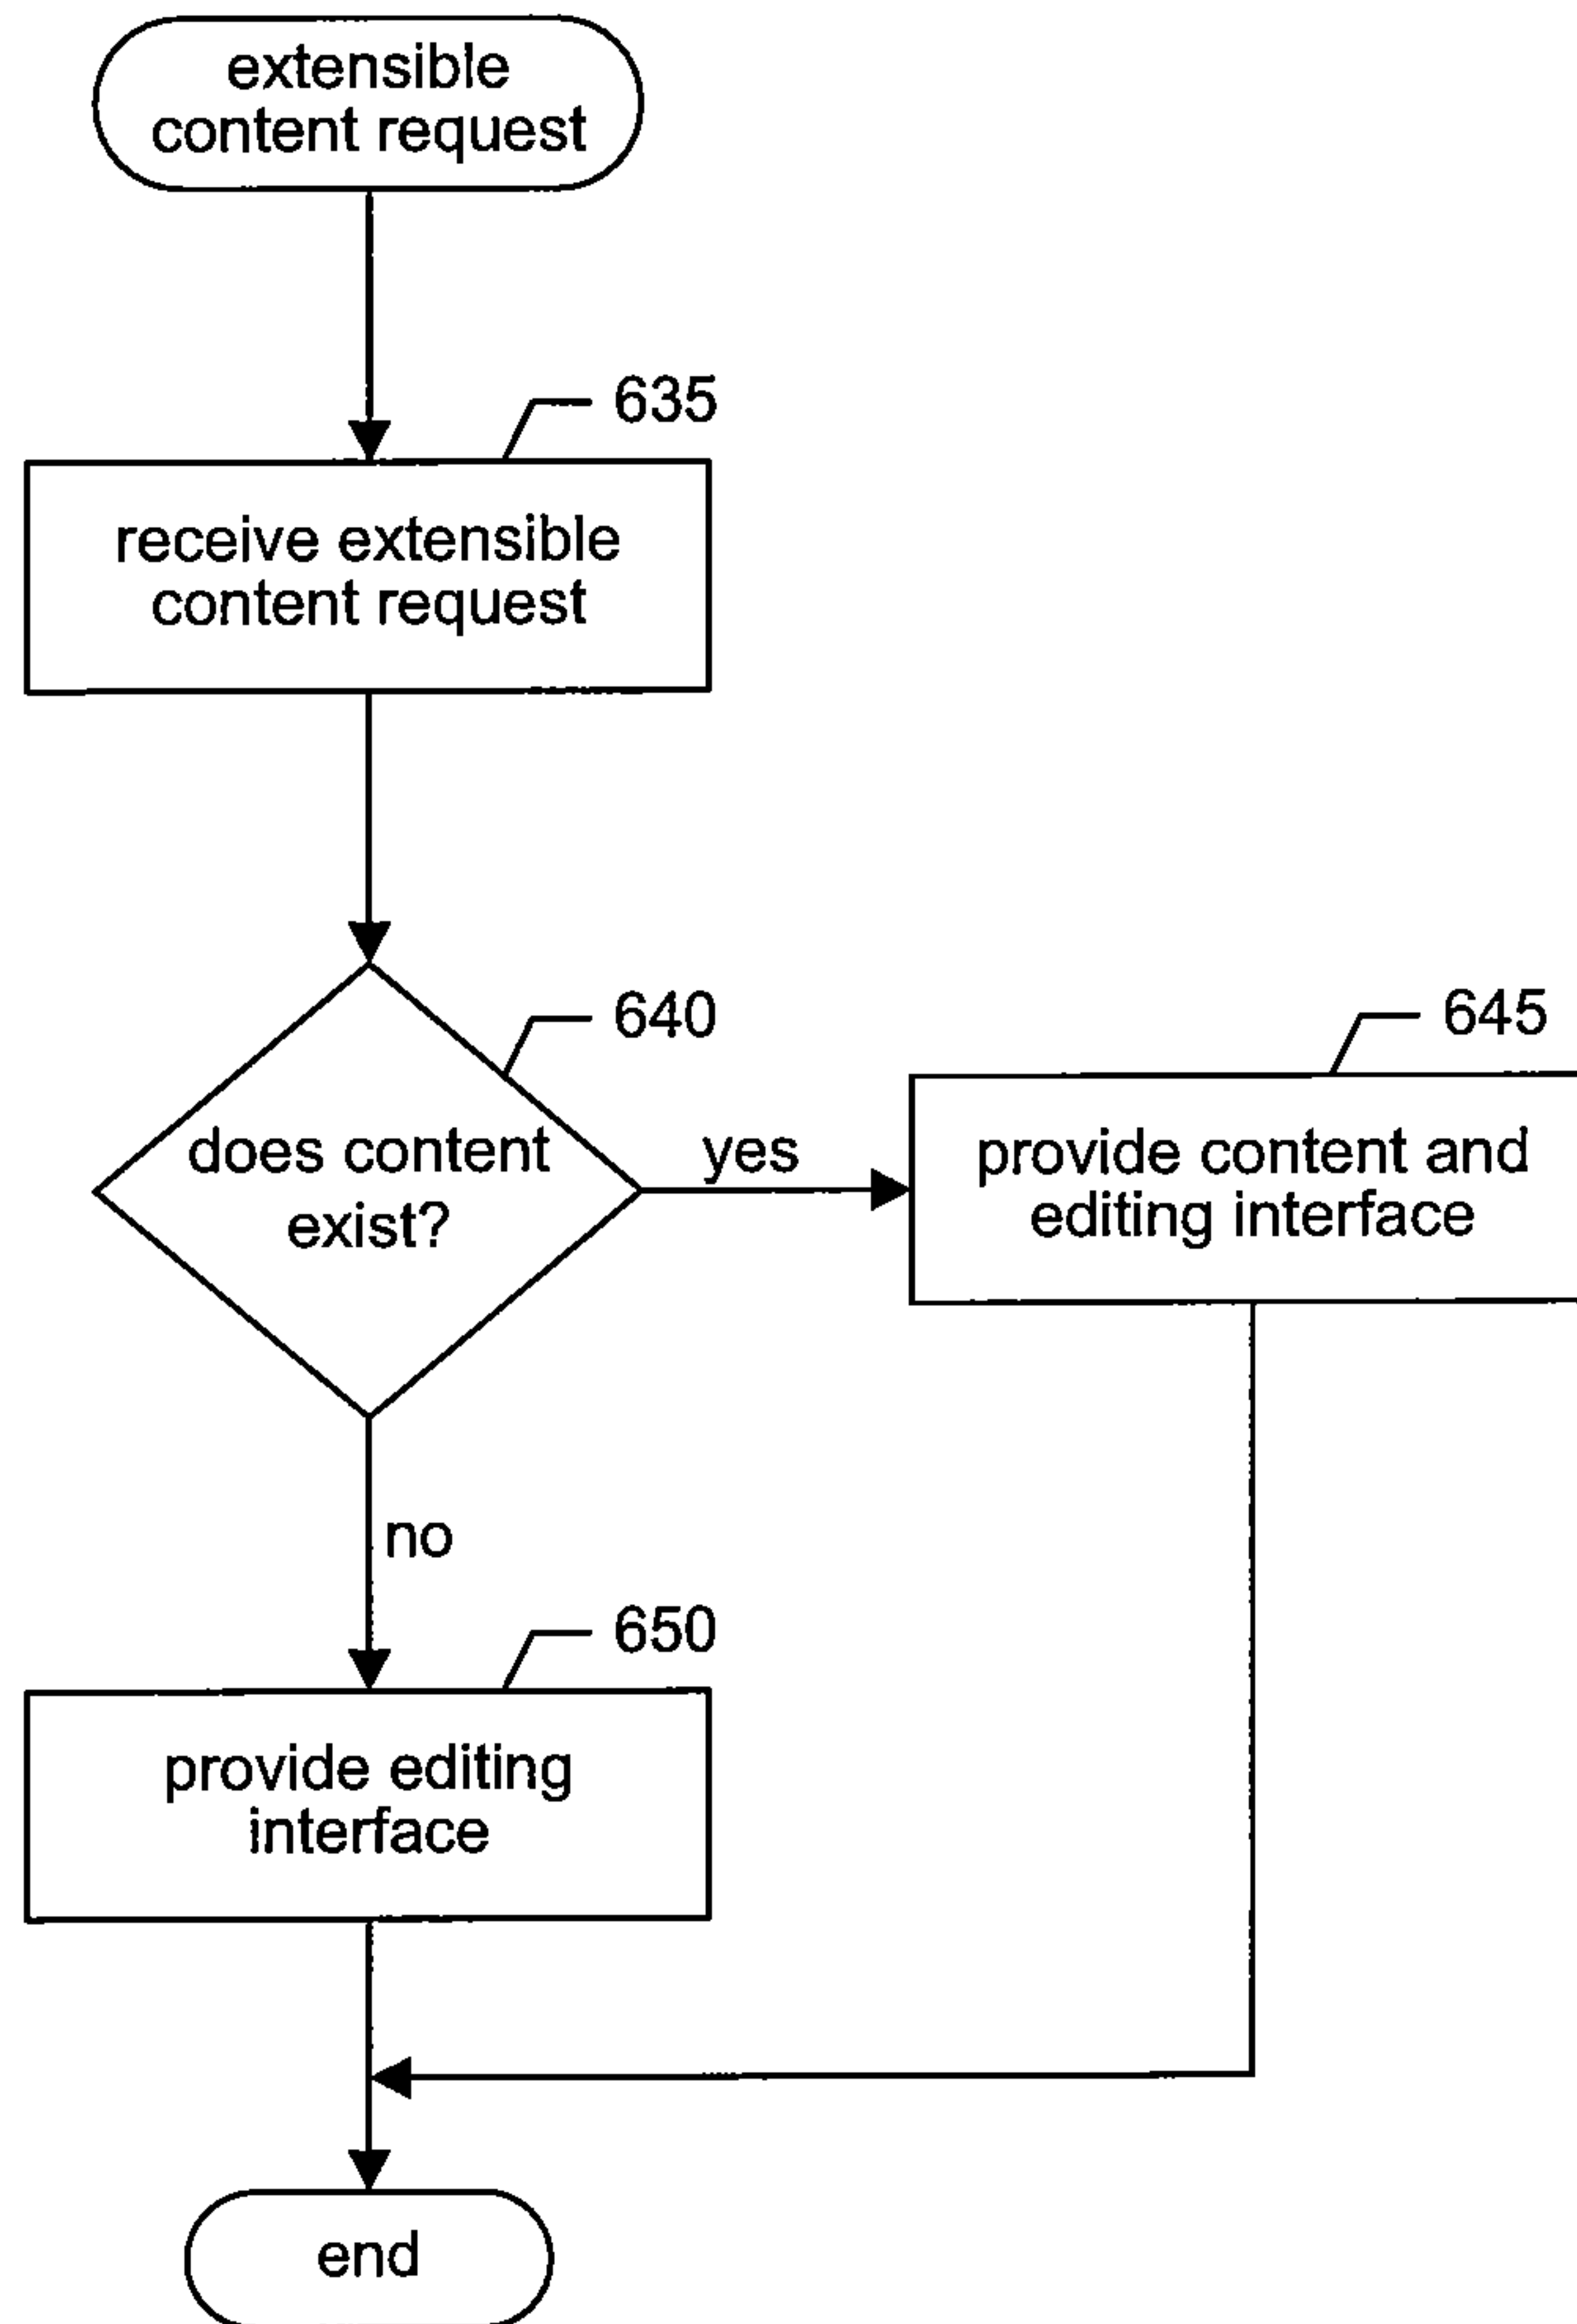 extensible
content request
635
receive extensible
content request
640
does content
exist?
yes
645
provide content and
editing interface
no
650
provide editing
interface
end